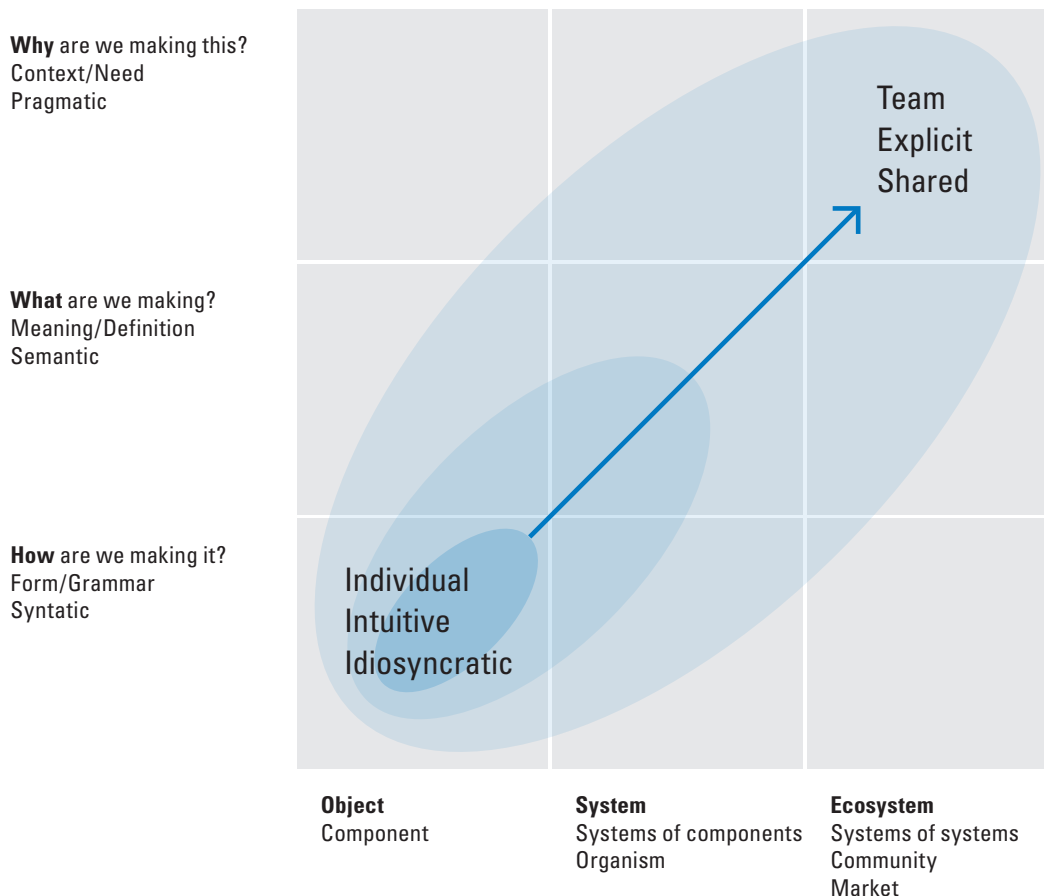 Why are we making this?
Context/Need
Pragmatic
Team
Explicit
Shared
What are we making?
Meaning/Definition
Semantic
How are we making it?
Form/Grammar
Syntatic
Individual
Intuitive
Idiosyncratic
Object
Component
System
Systems of components
Organism
Ecosystem
Systems of systems
Community
Market